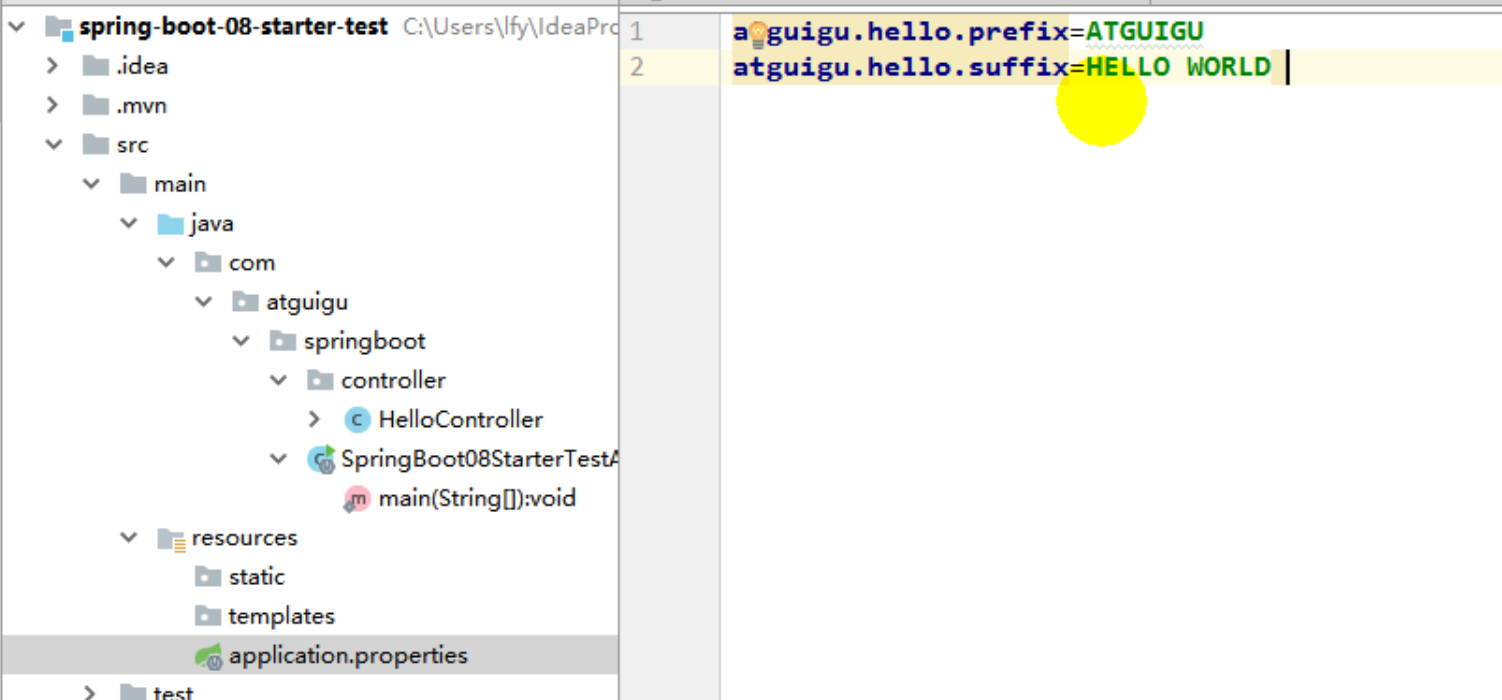 spring-boot-08-starter-test C:\Users\lfy\IdeaPro
.idea
.mvn
src
main
java
com
atguigu
springboot
controller
HelloController
SpringBoot08StarterTestA
main(String[]):void
resources
static
templates
application.properties
test
1 atguigu.hello.prefix=ATGUIGU
2 atguigu.hello.suffix=HELLO WORLD